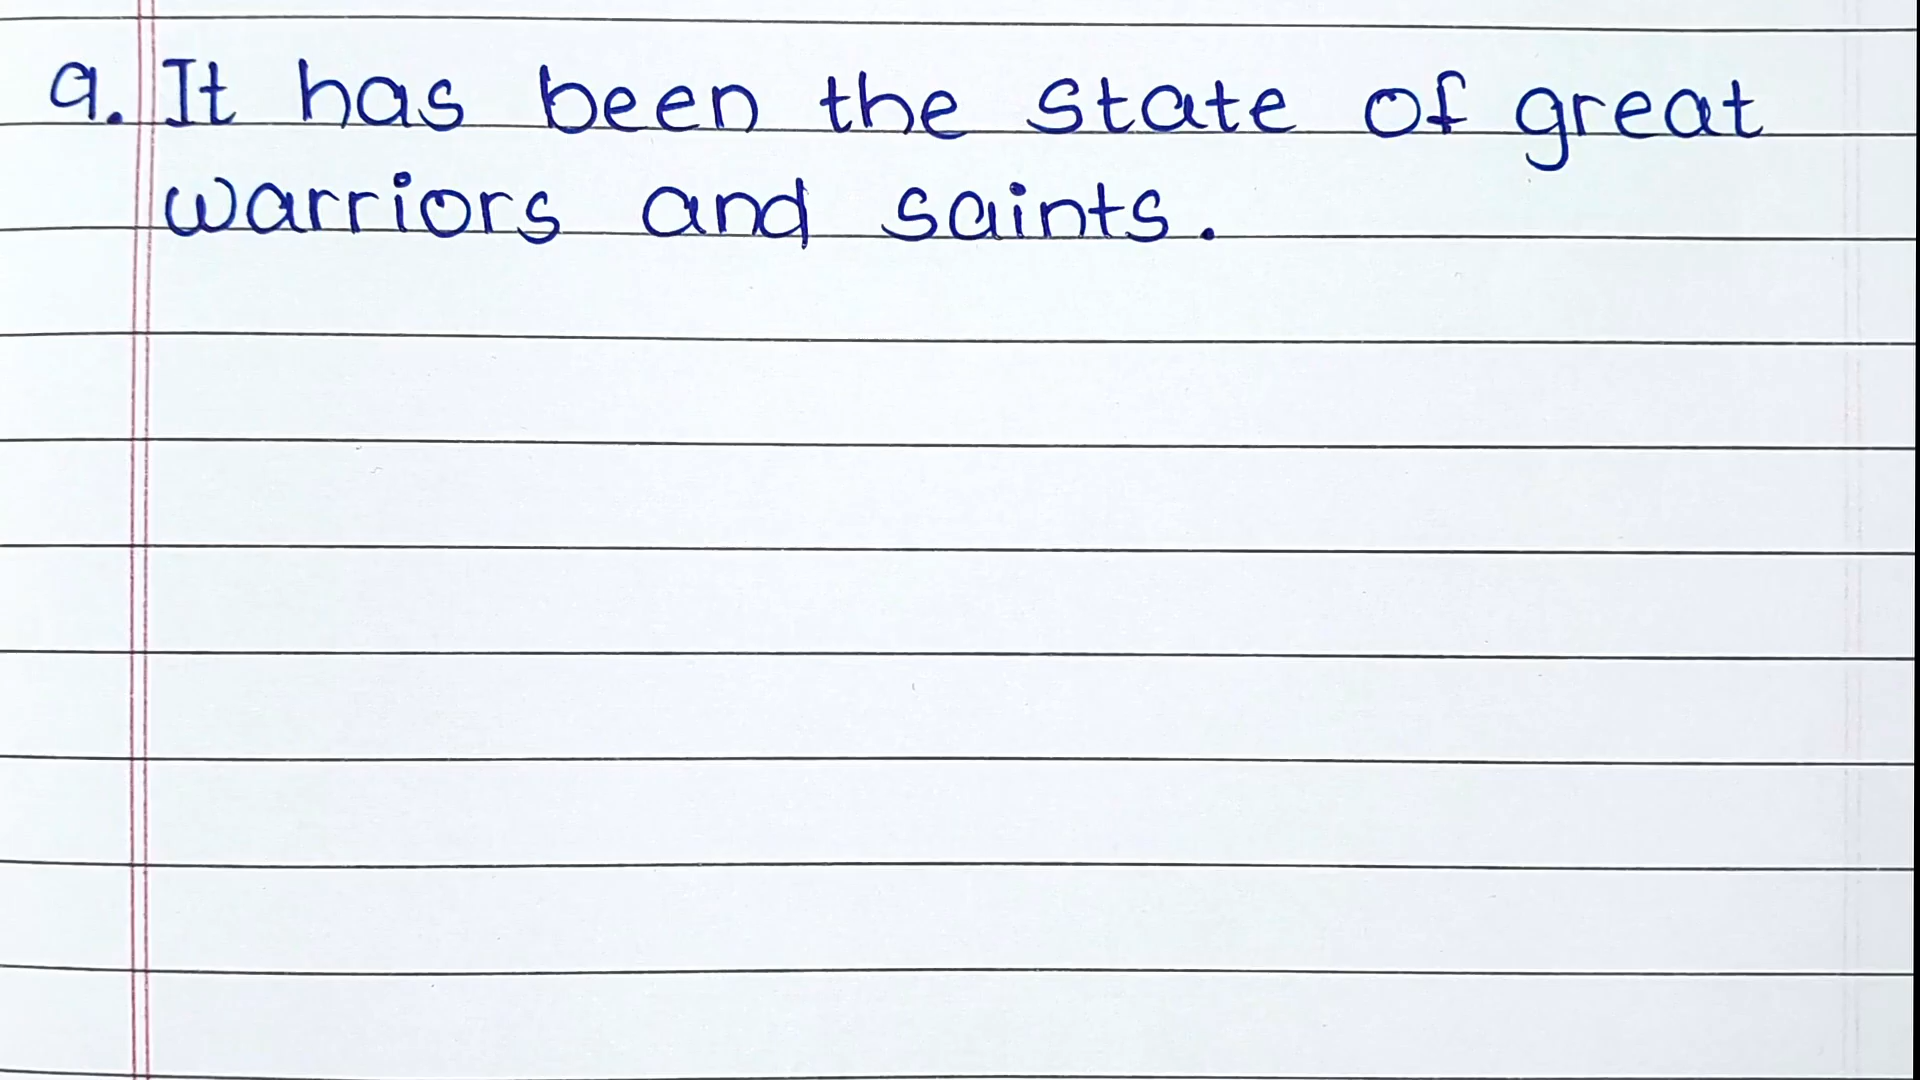 9. It has been the state of great
warriors and saints.